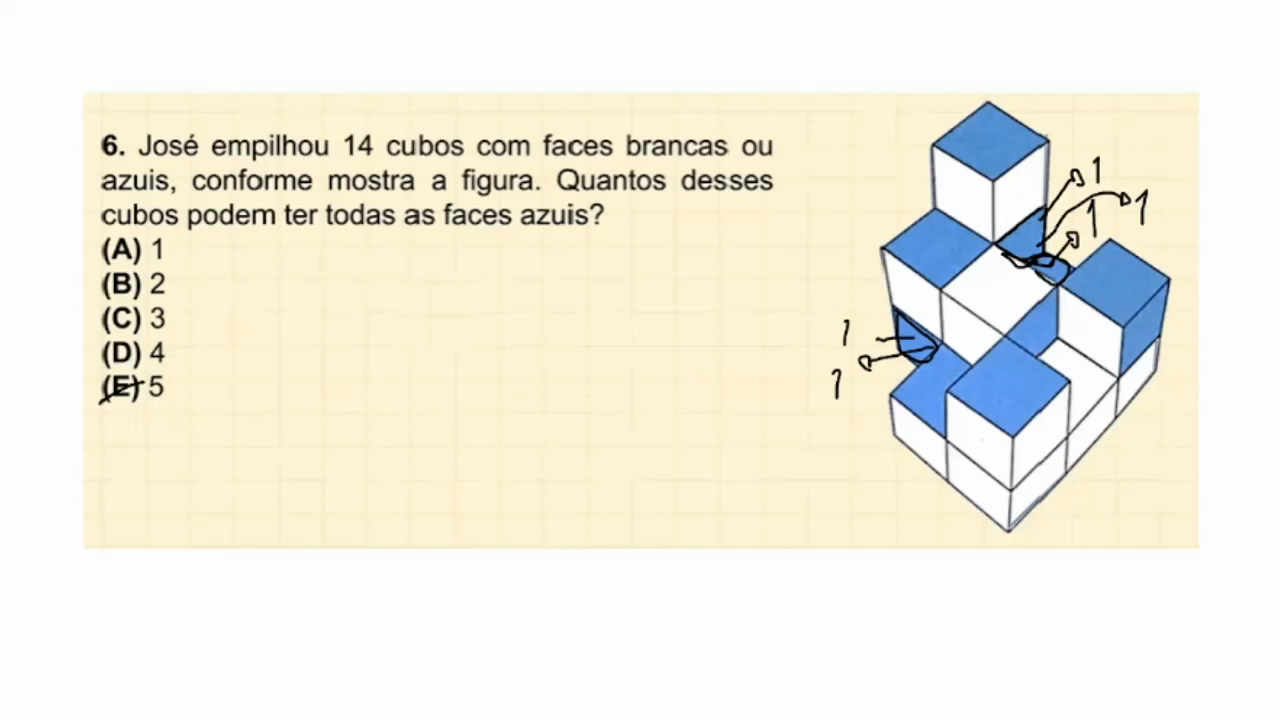 6. José empilhou 14 cubos com faces brancas ou
azuis, conforme mostra a figura. Quantos desses
cubos podem ter todas as faces azuis?
(A) 1
(B) 2
(C) 3
(D) 4
(E) 5
1
1
1
1
1